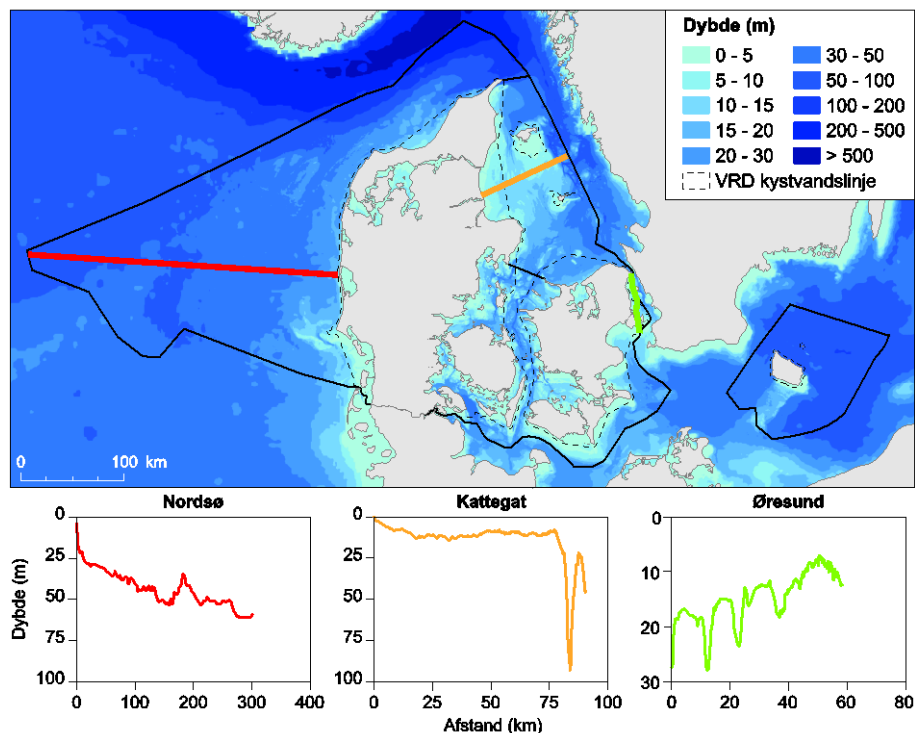 Dybde (m)
0 - 5
5 - 10
10 - 15
15 - 20
20 - 30
30 - 50
50 - 100
100 - 200
200 - 500
> 500
VRD kystvandslinje
0 100 km
Nordsø
Kattegat
Øresund
Dybde (m)
0
25
50
75
100
0 100 200 300 400
0
25
50
75
100
0 25 50 75 100
0
10
20
30
0 20 40 60 80
Afstand (km)